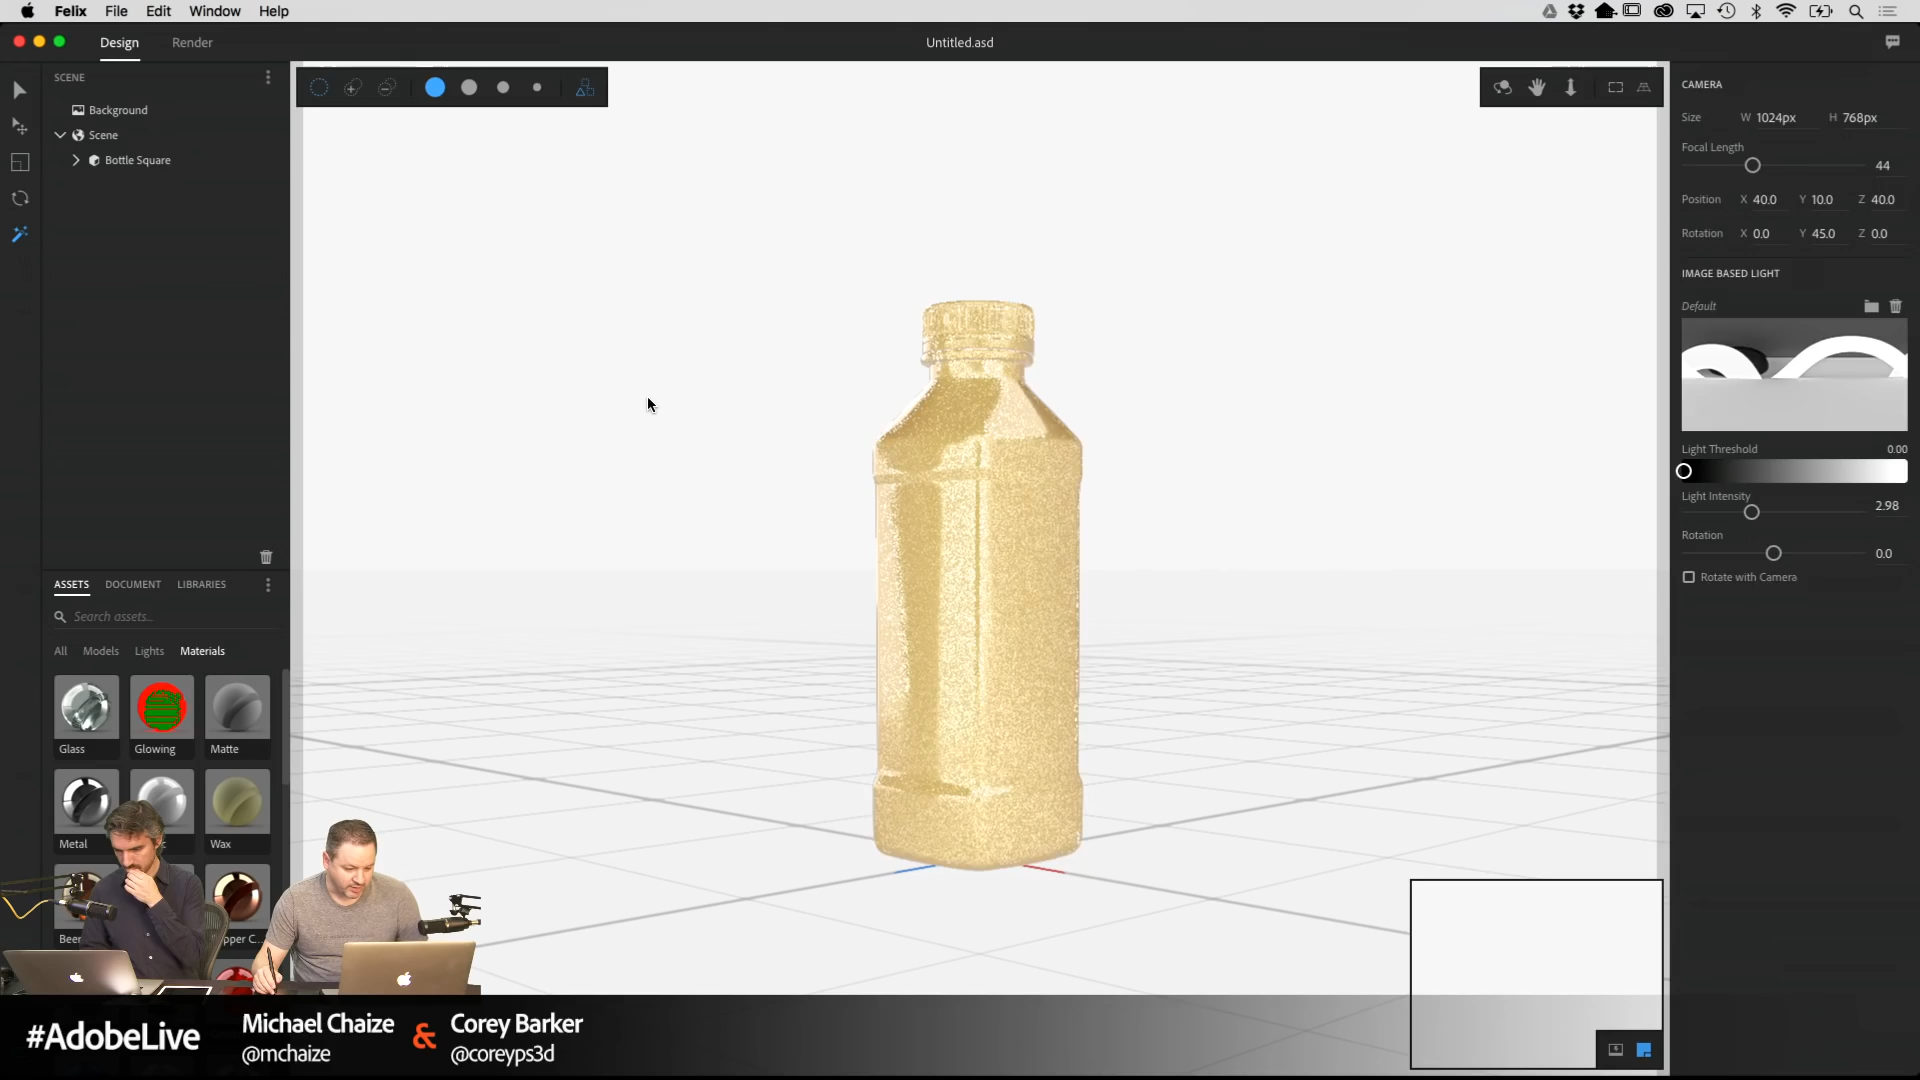 Felix File Edit Window Help
Design Render Untitled.asd
SCENE
Background
Scene
Bottle Square
ASSETS DOCUMENT LIBRARIES
Search assets...
All Models Lights Materials
Glass Glowing Matte
Metal Wax
CAMERA
Size W 1024px H 768px
Focal Length
44
Position X 40.0 Y 10.0 Z 40.0
Rotation X 0.0 Y 45.0 Z 0.0
IMAGE BASED LIGHT
Default
Light Threshold 0.00
Light Intensity
2.98
Rotation
0.0
Rotate with Camera
#AdobeLive
Michael Chaize & Corey Barker
@mchaize @coreyps3d